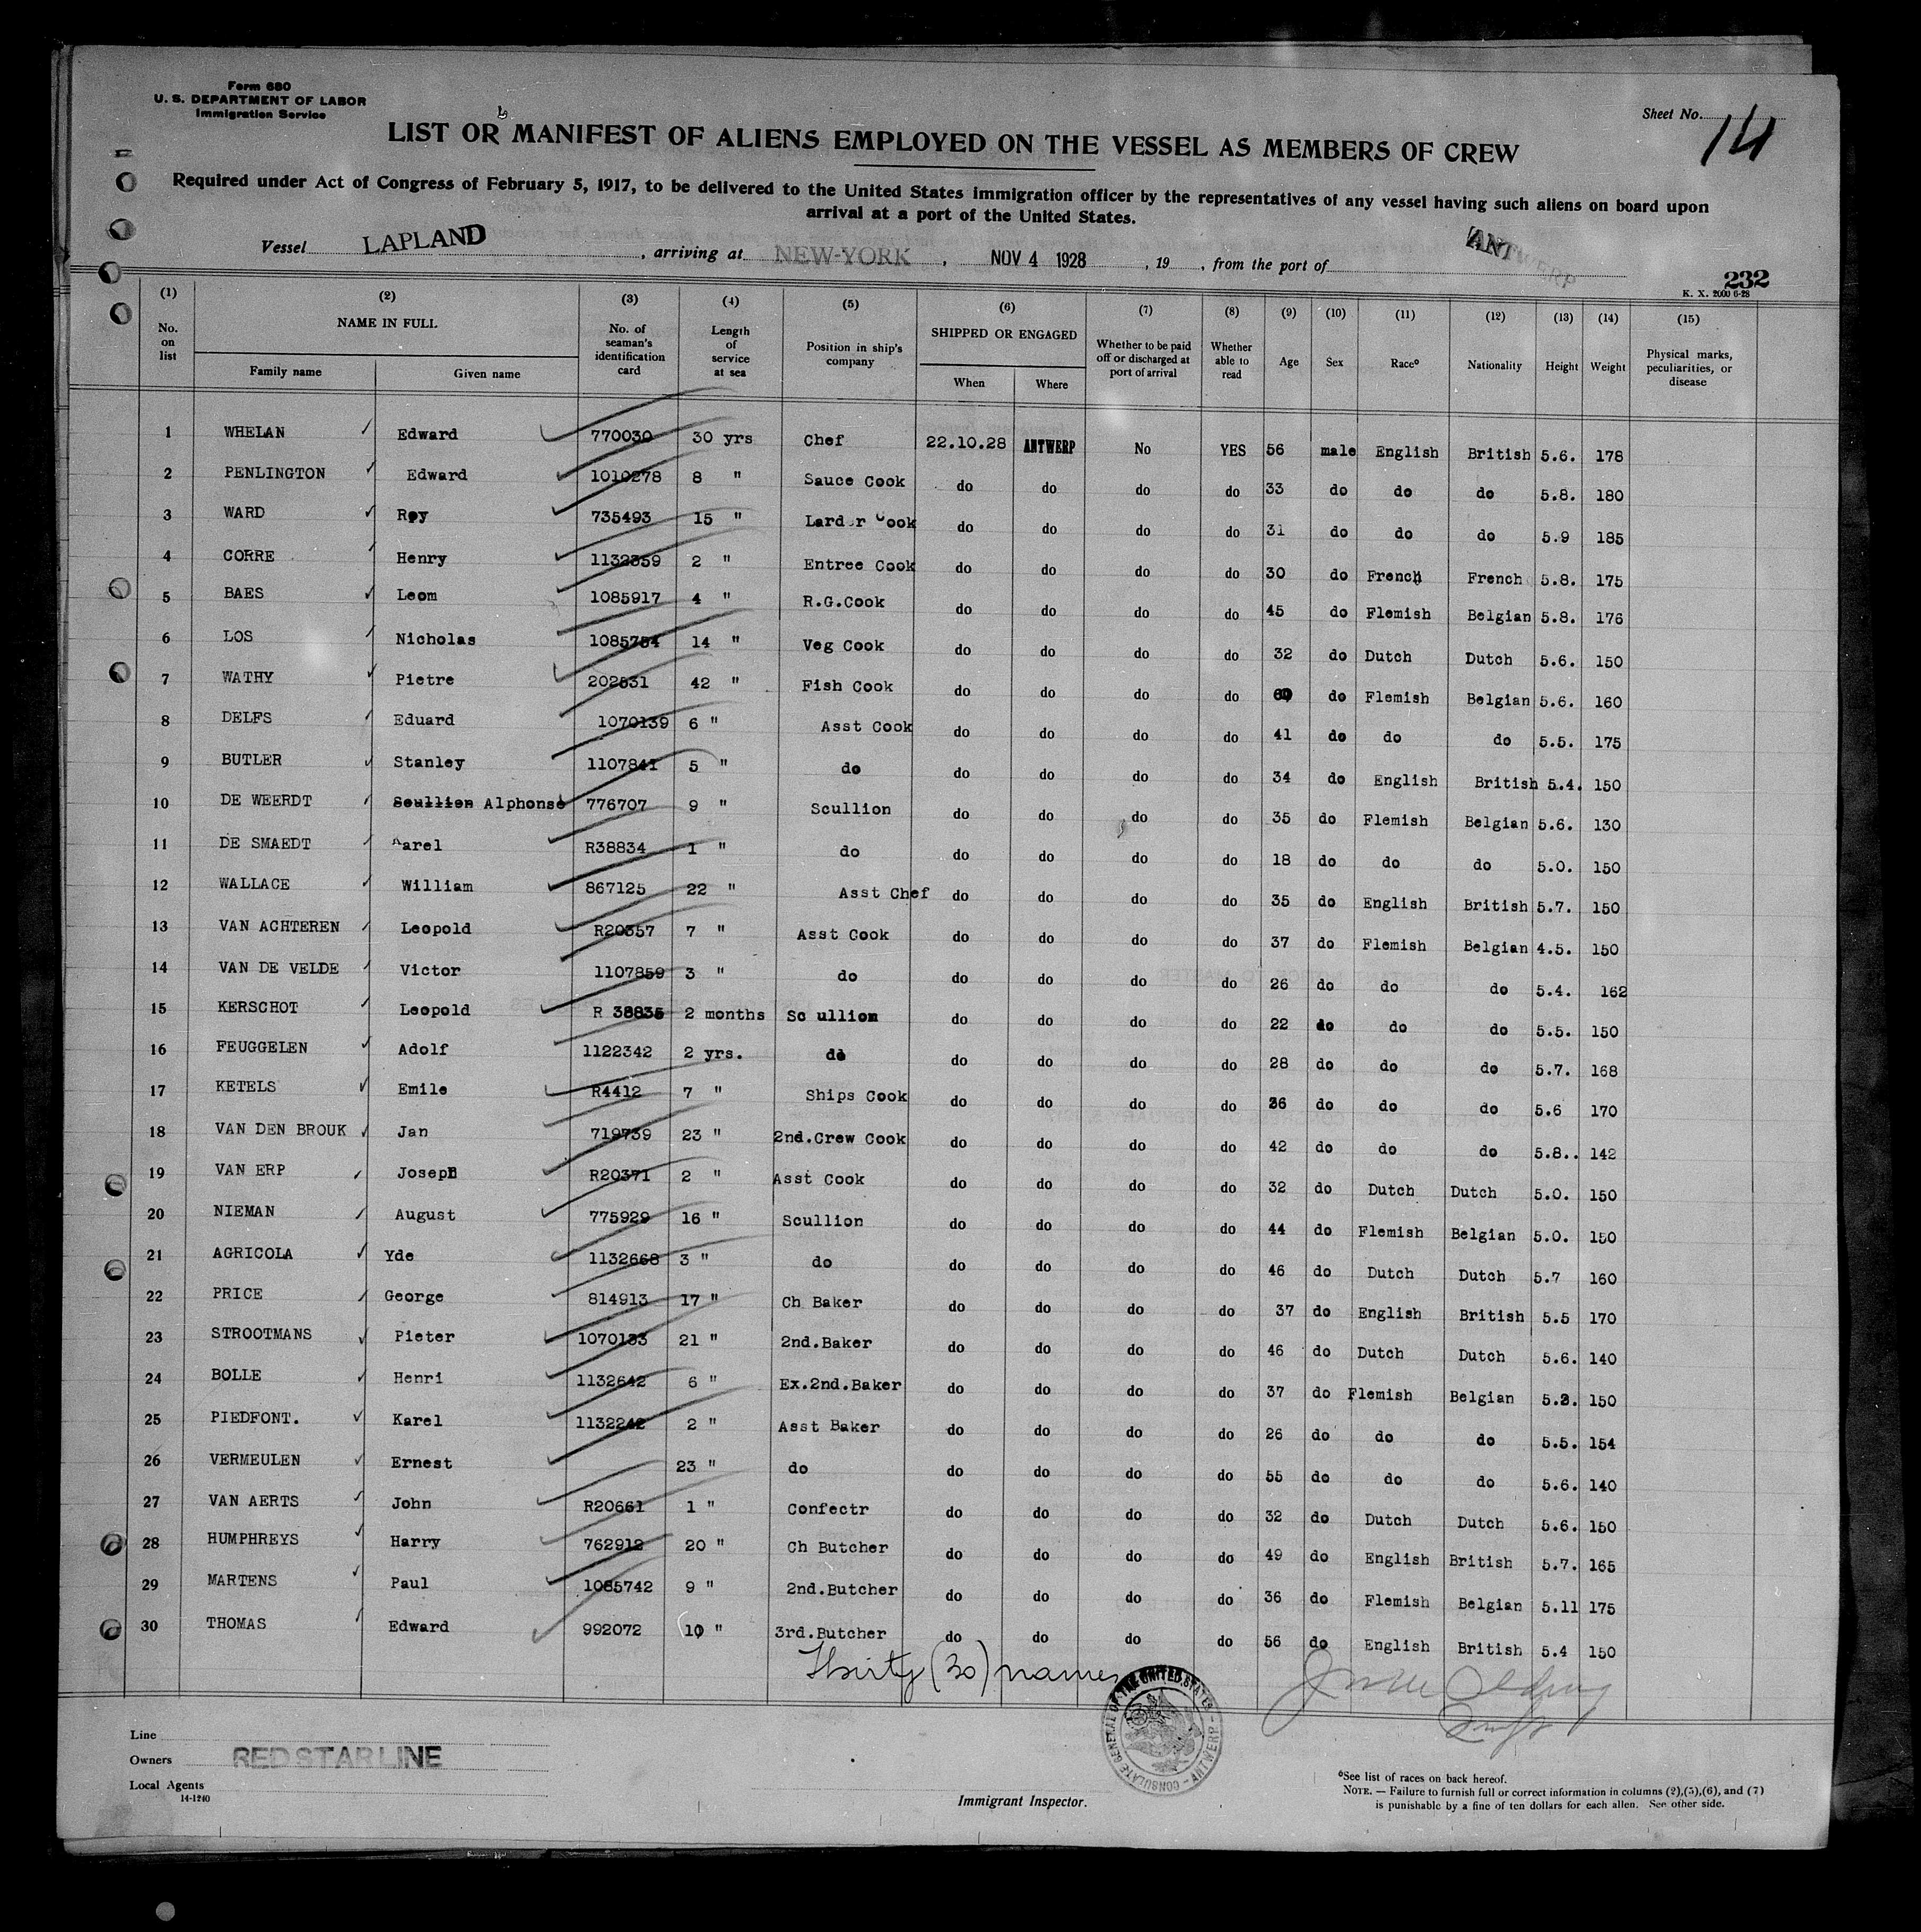 Form 680
U. S. DEPARTMENT OF LABOR
Immigration Service
Sheet No. 14
LIST OR MANIFEST OF ALIENS EMPLOYED ON THE VESSEL AS MEMBERS OF CREW
Required under Act of Congress of February 5, 1917, to be delivered to the United States immigration officer by the representatives of any vessel having such aliens on board upon
arrival at a port of the United States.
Vessel LAPLAND, arriving at NEW-YORK, NOV 4 1928, 19, from the port of ANTWERP
232
K. X. 2000 6-28
(1) (2) (3) (4) (5) (6) (7) (8) (9) (10) (11) (12) (13) (14) (15)
No. on list NAME IN FULL Family name Given name No. of seaman's identification card Length of service at sea Position in ship's company SHIPPED OR ENGAGED When Where Whether to be paid off or discharged at port of arrival Whether able to read Age Sex Race° Nationality Height Weight Physical marks, peculiarities, or disease
1 WHELAN Edward 770030 30 yrs Chef 22.10.28 ANTWERP No YES 56 male English British 5.6. 178
2 PENLINGTON Edward 1010278 8 " Sauce Cook do do do do 33 do do do 5.8. 180
3 WARD Roy 735493 15 " Larder Cook do do do do 31 do do do 5.9 185
4 CORRE Henry 1132359 2 " Entree Cook do do do do 30 do French French 5.8. 175
5 BAES Leom 1085917 4 " R.G.Cook do do do do 45 do Flemish Belgian 5.8. 176
6 LOS Nicholas 1085754 14 " Veg Cook do do do do 32 do Dutch Dutch 5.6. 150
7 WATHY Pietre 202531 42 " Fish Cook do do do do do Flemish Belgian 5.6. 160
8 DELFS Eduard 1070139 6 " Asst Cook do do do do 41 do do do 5.5. 175
9 BUTLER Stanley 1107841 5 " do do do do do 34 do English British 5.4. 150
10 DE WEERDT Scullion Alphonse 776707 9 " Scullion do do do do 35 do Flemish Belgian 5.6. 130
11 DE SMAEDT Karel R38834 1 " do do do do do 18 do do do 5.0. 150
12 WALLACE William 867125 22 " Asst Chef do do do do 35 do English British 5.7. 150
13 VAN ACHTEREN Leopold R20357 7 " Asst Cook do do do do 37 do Flemish Belgian 4.5. 150
14 VAN DE VELDE Victor 1107859 3 " do do do do do 26 do do do 5.4. 162
15 KERSCHOT Leopold R 38835 2 months Sc ullion do do do do 22 do do do 5.5. 150
16 FEUGGELEN Adolf 1122342 2 yrs. do do do do do 28 do do do 5.7. 168
17 KETELS Emile R4412 7 " Ships Cook do do do do 36 do do do 5.6 170
18 VAN DEN BROUK Jan 719739 23 " 2nd.Crew Cook do do do do 42 do do do 5.8.. 142
19 VAN ERP Joseph R20371 2 " Asst Cook do do do do 32 do Dutch Dutch 5.0. 150
20 NIEMAN August 775929 16 " Scullion do do do do 44 do Flemish Belgian 5.0. 150
21 AGRICOLA Yde 1132668 3 " do do do do do 46 do Dutch Dutch 5.7 160
22 PRICE George 814913 17 " Ch Baker do do do do 37 do English British 5.5 170
23 STROOTMANS Pieter 1070133 21 " 2nd.Baker do do do do 46 do Dutch Dutch 5.6. 140
24 BOLLE Henri 1132642 6 " Ex.2nd.Baker do do do do 37 do Flemish Belgian 150
25 PIEDFONT. Karel 1132242 2 " Asst Baker do do do do 26 do do do 5.5. 154
26 VERMEULEN Ernest 23 " do do do do do 55 do do do 5.6. 140
27 VAN AERTS John R20661 1 " Confectr do do do do 32 do Dutch Dutch 5.6. 150
28 HUMPHREYS Harry 762912 20 " Ch Butcher do do do do 49 do English British 5.7. 165
29 MARTENS Paul 1085742 9 " 2nd.Butcher do do do do 36 do Flemish Belgian 5.11 175
30 THOMAS Edward 992072 10 " 3rd.Butcher do do do do 56 do English British 5.4 150
Thirty (30) names
CONSULATE GENERAL OF THE UNITED STATES - ANTWERP -
Line
Owners RED STAR LINE
Local Agents
14-1240
Immigrant Inspector.
°See list of races on back hereof.
NOTE. — Failure to furnish full or correct information in columns (2),(5),(6), and (7)
is punishable by a fine of ten dollars for each alien. See other side.